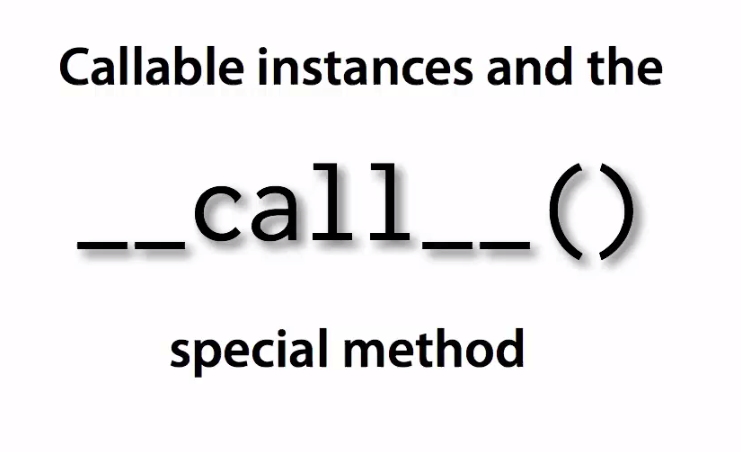 Callable instances and the
__call__()
special method